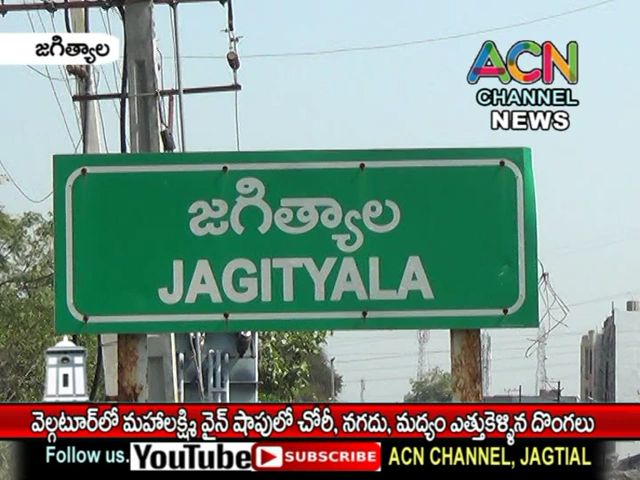 జగిత్యాల
ACN
CHANNEL
NEWS
జగిత్యాల
JAGITYALA
వెల్గటూర్‌లో మహాలక్ష్మి వైన్ షాపులో చోరీ, నగదు, మద్యం ఎత్తుకెళ్ళిన దొంగలు
Follow us. YouTube SUBSCRIBE ACN CHANNEL, JAGTIAL